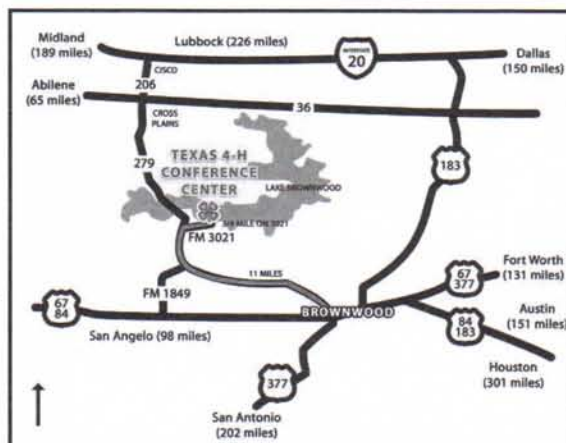 Midland
(189 miles)
Lubbock (226 miles)
INTERSTATE
20
Dallas
(150 miles)
CISCO
206
Abilene
(65 miles)
36
CROSS
PLAINS
TEXAS 4-H
CONFERENCE
CENTER
279
183
LAKE BROWNWOOD
MILE ON 3021
FM 3021
11 MILES
Fort Worth
(131 miles)
67
377
FM 1849
67
84
BROWNWOOD
Austin
(151 miles)
84
183
San Angelo (98 miles)
Houston
(301 miles)
377
San Antonio
(202 miles)